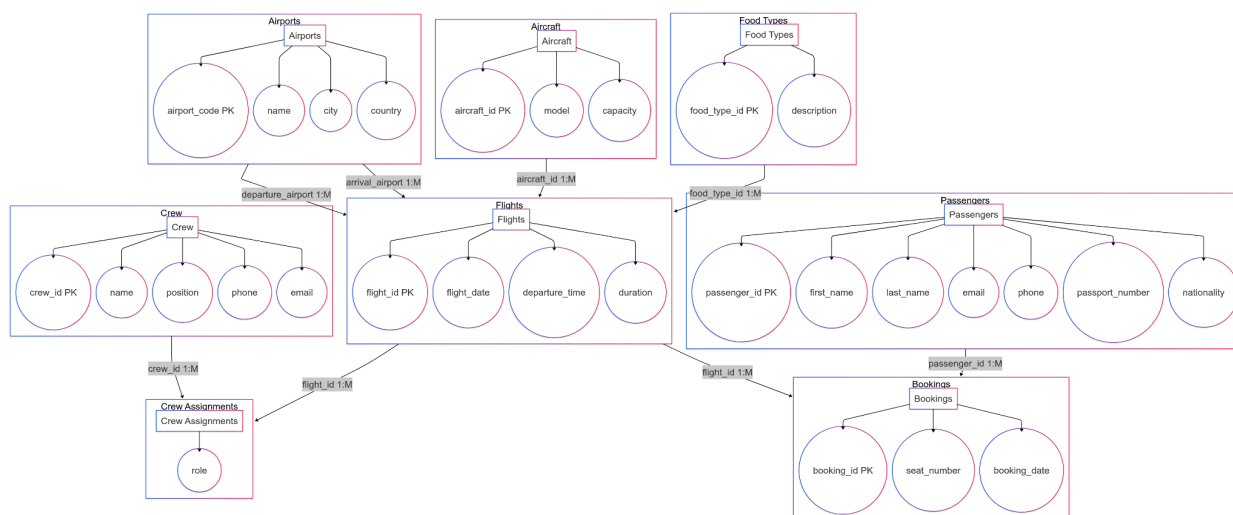 Airports
Airports
airport_code PK
name
city
country
Aircraft
Aircraft
aircraft_id PK
model
capacity
Food Types
Food Types
food_type_id PK
description
departure_airport 1:M
arrival_airport 1:M
aircraft_id 1:M
food_type_id 1:M
Crew
Crew
crew_id PK
name
position
phone
email
Flights
Flights
flight_id PK
flight_date
departure_time
duration
Passengers
Passengers
passenger_id PK
first_name
last_name
email
phone
passport_number
nationality
crew_id 1:M
flight_id 1:M
flight_id 1:M
passenger_id 1:M
Crew Assignments
Crew Assignments
role
Bookings
Bookings
booking_id PK
seat_number
booking_date